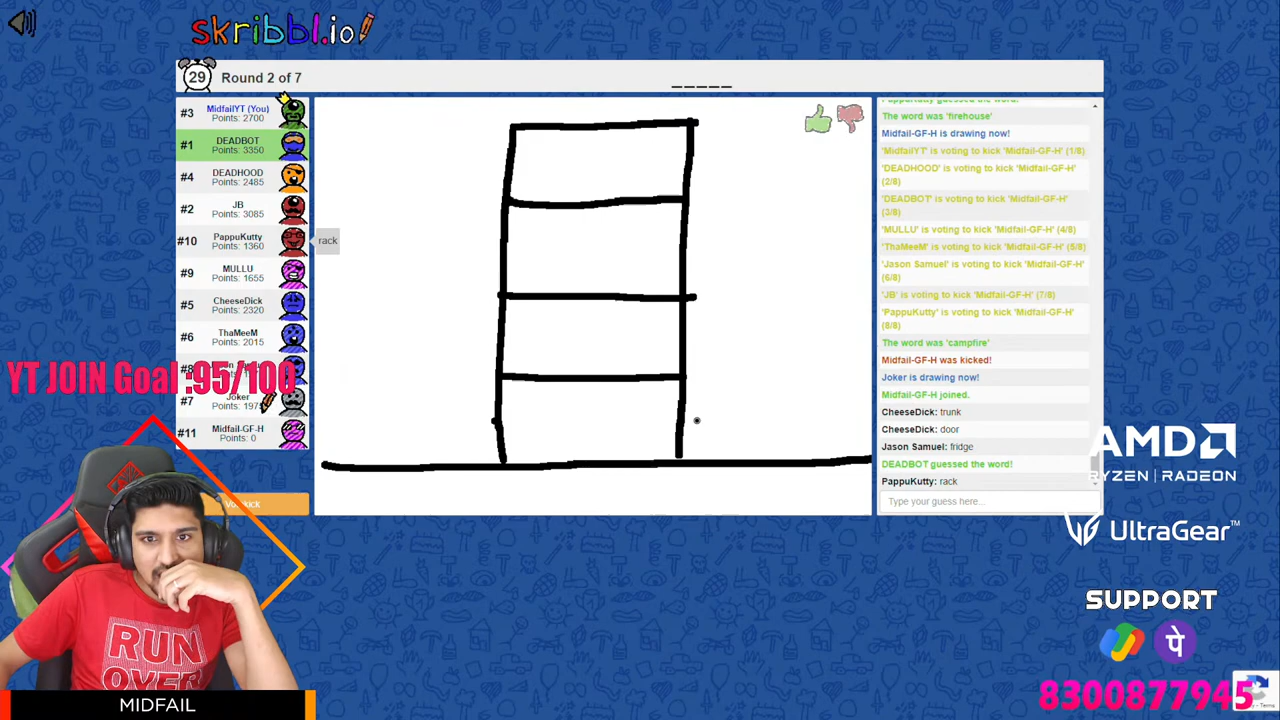 skribbl.io
29
Round 2 of 7
_ _ _ _ _
#3
MidfailYT (You)
Points: 2700
#1
DEADBOT
Points: 3350
#4
DEADHOOD
Points: 2485
#2
JB
Points: 3085
#10
PappuKutty
Points: 1360
rack
#9
MULLU
Points: 1655
#5
CheeseDick
Points: 2320
#6
ThaMeeM
Points: 2015
#8
YT JOIN Goal :95/100
#7
Joker
Points: 1975
#11
Midfail-GF-H
Points: 0
kick
PappuKutty guessed the word!
The word was 'firehouse'
Midfail-GF-H is drawing now!
'MidfailYT' is voting to kick 'Midfail-GF-H' (1/8)
'DEADHOOD' is voting to kick 'Midfail-GF-H'
(2/8)
'DEADBOT' is voting to kick 'Midfail-GF-H'
(3/8)
'MULLU' is voting to kick 'Midfail-GF-H' (4/8)
'ThaMeeM' is voting to kick 'Midfail-GF-H' (5/8)
'Jason Samuel' is voting to kick 'Midfail-GF-H'
(6/8)
'JB' is voting to kick 'Midfail-GF-H' (7/8)
'PappuKutty' is voting to kick 'Midfail-GF-H'
(8/8)
The word was 'campfire'
Midfail-GF-H was kicked!
Joker is drawing now!
Midfail-GF-H joined.
CheeseDick: trunk
CheeseDick: door
Jason Samuel: fridge
DEADBOT guessed the word!
PappuKutty: rack
Type your guess here...
AMD
RYZEN | RADEON
UltraGear™
SUPPORT
पे
8300877945
RUN
OVER
MIDFAIL